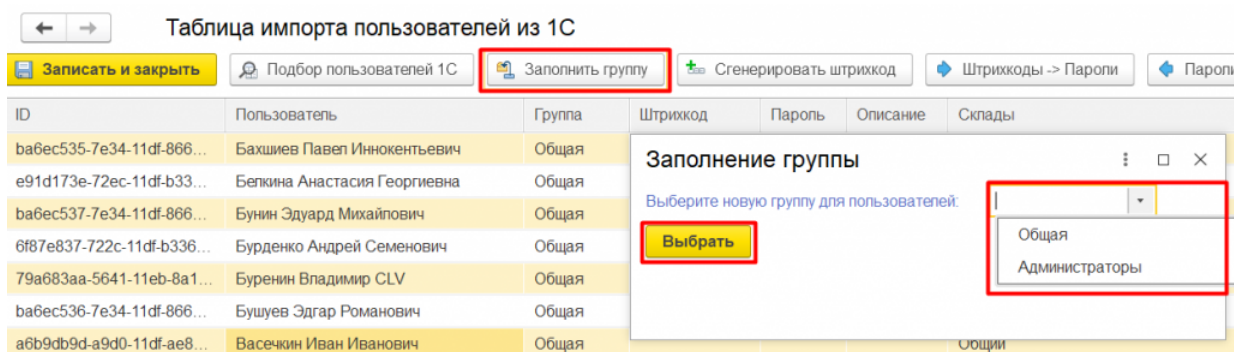 Таблица импорта пользователей из 1С
Записать и закрыть Подбор пользователей 1С Заполнить группу Сгенерировать штрихкод Штрихкоды -> Пароли
ID Пользователь Группа Штрихкод Пароль Описание Склады
ba6ec535-7e34-11df-866... Бахшиев Павел Иннокентьевич Общая
e91d173e-72ec-11df-b33... Белкина Анастасия Георгиевна Общая
ba6ec537-7e34-11df-866... Бунин Эдуард Михайлович Общая
6f87e837-722c-11df-b336... Бурденко Андрей Семенович Общая
79a683aa-5641-11eb-8a1... Буренин Владимир CLV Общая
ba6ec536-7e34-11df-866... Бушуев Эдгар Романович Общая
a6b9db9d-a9d0-11df-ae8... Васечкин Иван Иванович Общая Общий
Заполнение группы
Выберите новую группу для пользователей:
Выбрать
Общая
Администраторы